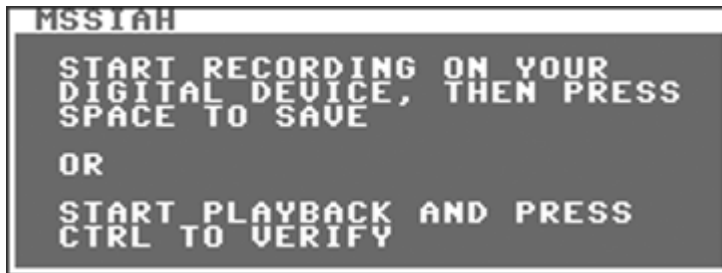 MSSIAH
START RECORDING ON YOUR
DIGITAL DEVICE, THEN PRESS
SPACE TO SAVE
OR
START PLAYBACK AND PRESS
CTRL TO VERIFY